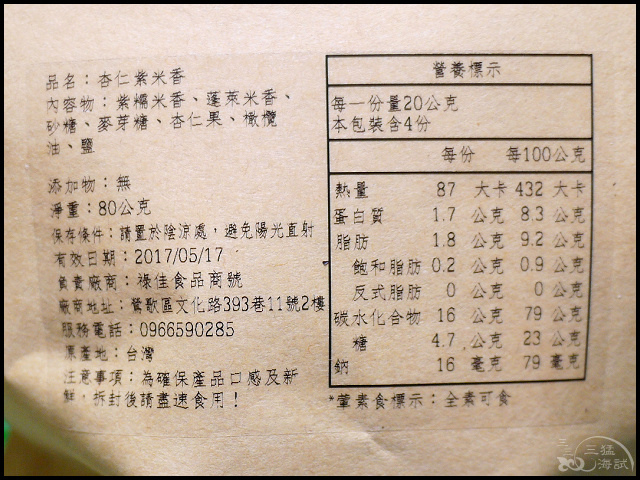 品名：杏仁紫米香
內容物：紫糯米香、蓬萊米香、
砂糖、麥芽糖、杏仁果、橄欖
油、鹽
添加物：無
淨重：80公克
保存條件：請置於陰涼處，避免陽光直射
有效日期：2017/05/17
負責廠商：祿佳食品商號
廠商地址：鶯歌區文化路393巷11號2樓
服務電話：0966590285
原產地：台灣
注意事項：為確保產品口感及新
鮮，拆封後請盡速食用！
營養標示
每一份量20公克
本包裝含4份
每份 每100公克
熱量 87 大卡 432 大卡
蛋白質 1.7 公克 8.3 公克
脂肪 1.8 公克 9.2 公克
飽和脂肪 0.2 公克 0.9 公克
反式脂肪 0 公克 0 公克
碳水化合物 16 公克 79 公克
糖 4.7 公克 23 公克
鈉 16 毫克 79 毫克
*葷素食標示：全素可食
三猛
海試